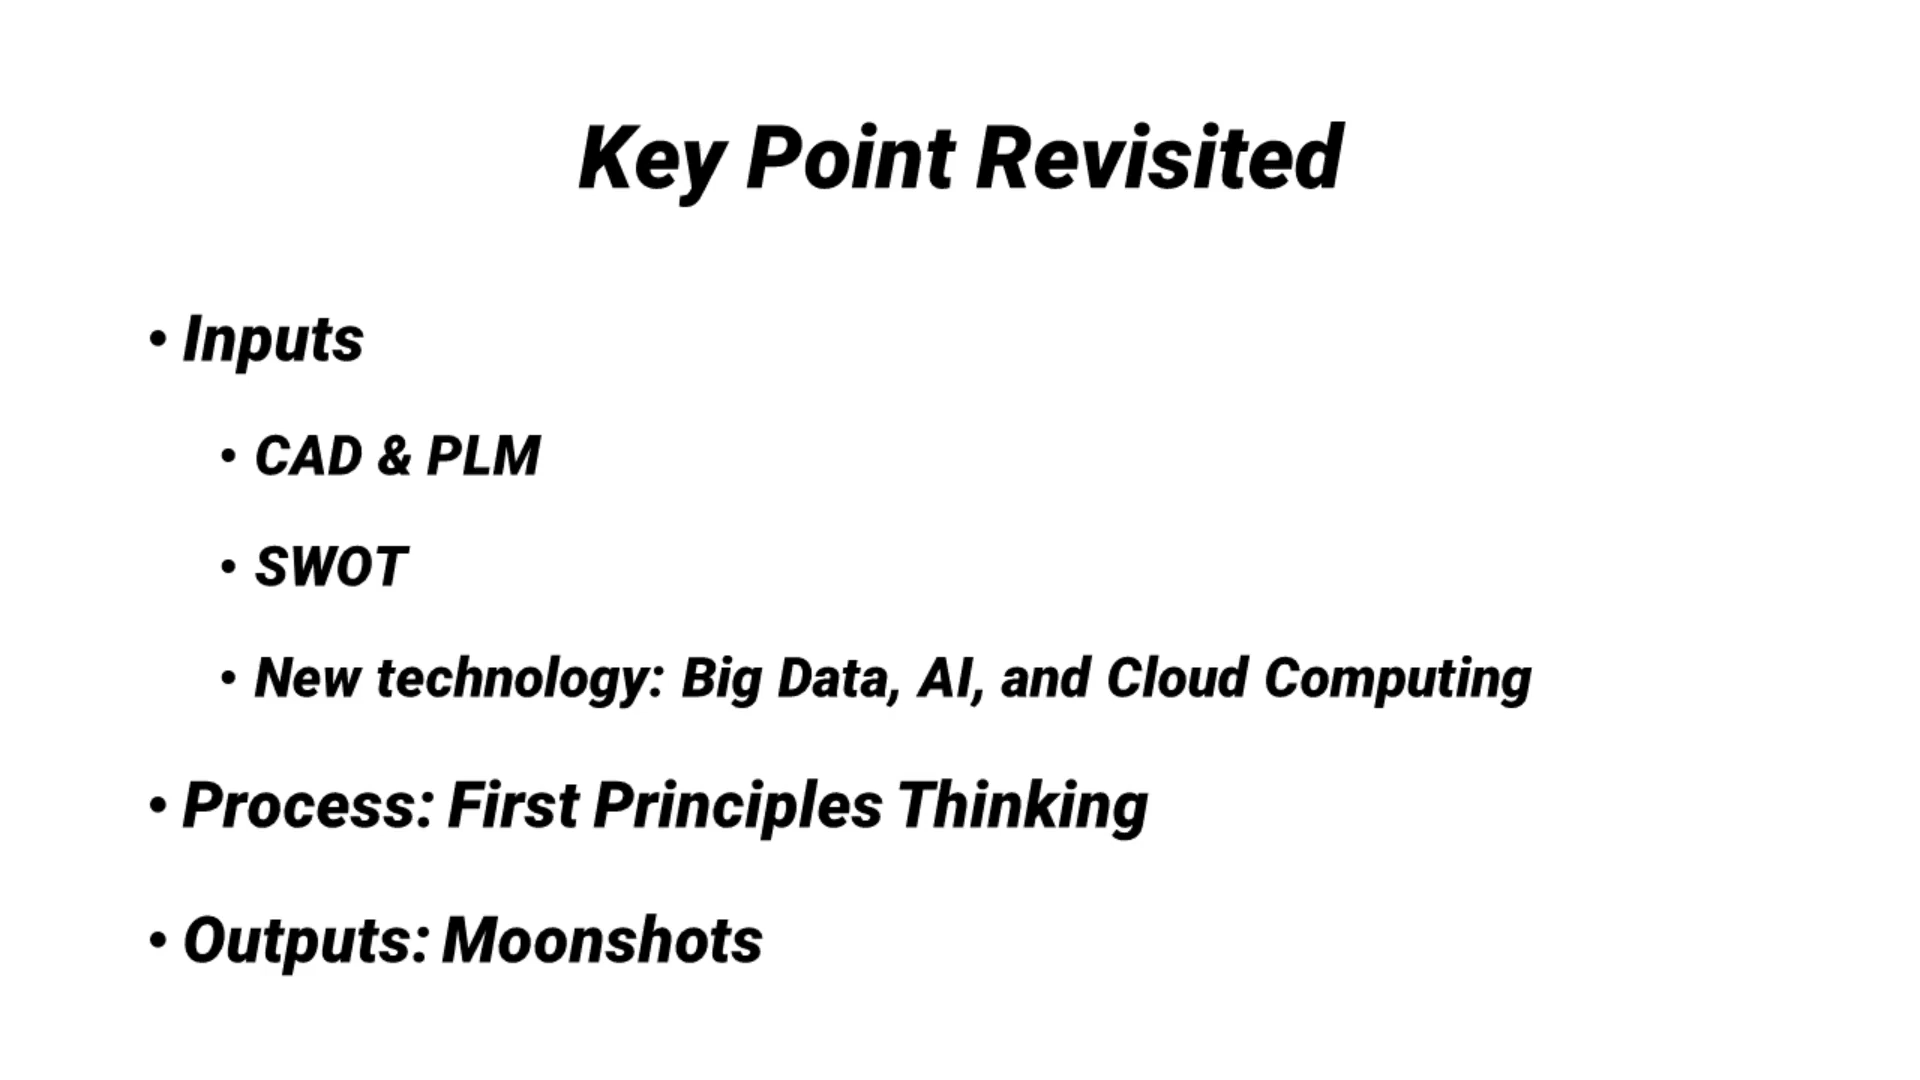 Key Point Revisited
• Inputs
• CAD & PLM
• SWOT
• New technology: Big Data, AI, and Cloud Computing
• Process: First Principles Thinking
• Outputs: Moonshots